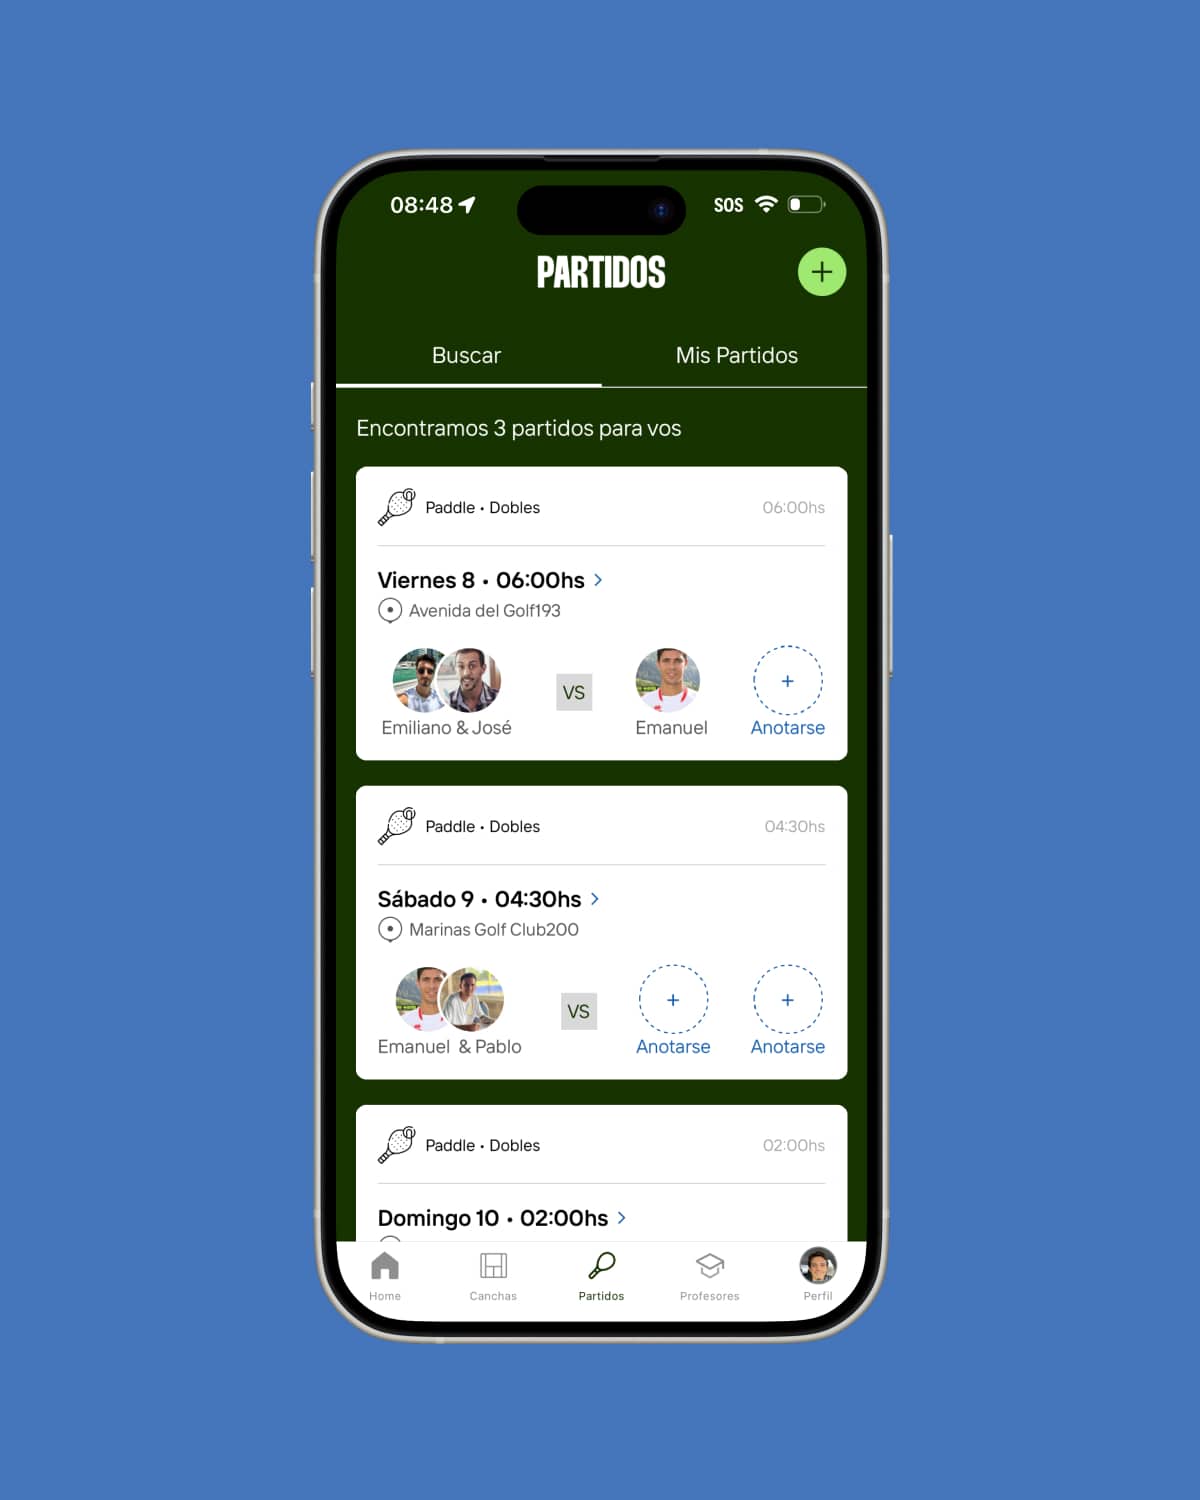 08:48 SOS
PARTIDOS
Buscar Mis Partidos
Encontramos 3 partidos para vos
Paddle • Dobles 06:00hs
Viernes 8 • 06:00hs
Avenida del Golf193
VS
Emiliano & José Emanuel Anotarse
Paddle • Dobles 04:30hs
Sábado 9 • 04:30hs
Marinas Golf Club200
VS
Emanuel & Pablo Anotarse Anotarse
Paddle • Dobles 02:00hs
Domingo 10 • 02:00hs
Home Canchas Partidos Profesores Perfil